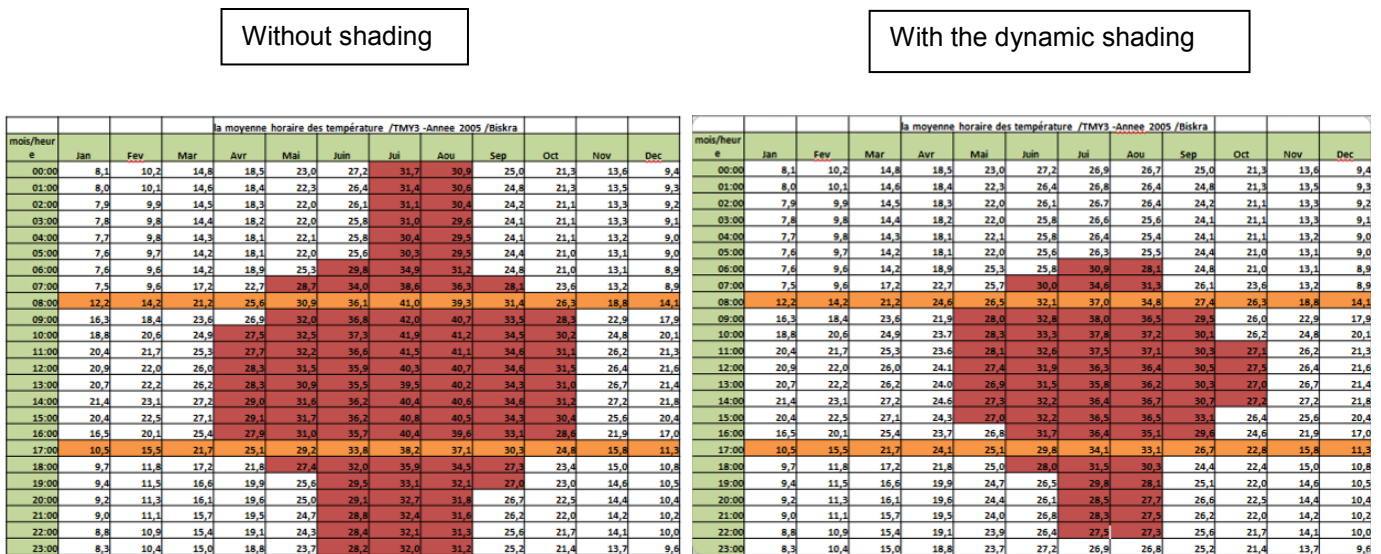 Without shading
With the dynamic shading
la moyenne horaire des température /TMY3 -Annee 2005 /Biskra
mois/heure Jan Fev Mar Avr Mai Juin Jui Aou Sep Oct Nov Dec
00:00 8,1 10,2 14,8 18,5 23,0 27,2 31,7 30,9 25,0 21,3 13,6 9,4
01:00 8,0 10,1 14,6 18,4 22,3 26,4 31,4 30,6 24,8 21,3 13,5 9,3
02:00 7,9 9,9 14,5 18,3 22,0 26,1 31,1 30,4 24,2 21,1 13,3 9,2
03:00 7,8 9,8 14,4 18,2 22,0 25,8 31,0 29,6 24,1 21,1 13,3 9,1
04:00 7,7 9,8 14,3 18,1 22,1 25,8 30,4 29,5 24,1 21,1 13,2 9,0
05:00 7,6 9,7 14,2 18,1 22,0 25,6 30,3 29,5 24,4 21,0 13,1 9,0
06:00 7,6 9,6 14,2 18,9 25,3 29,8 34,9 31,2 24,8 21,0 13,1 8,9
07:00 7,5 9,6 17,2 22,7 28,7 34,0 38,6 36,3 28,1 23,6 13,2 8,9
08:00 12,2 14,2 21,2 25,6 30,9 36,1 41,0 39,3 31,4 26,3 18,8 14,1
09:00 16,3 18,4 23,6 26,9 32,0 36,8 42,0 40,7 33,5 28,3 22,9 17,9
10:00 18,8 20,6 24,9 27,5 32,5 37,3 41,9 41,2 34,5 30,2 24,8 20,1
11:00 20,4 21,7 25,3 27,7 32,2 36,6 41,5 41,1 34,6 31,1 26,2 21,3
12:00 20,9 22,0 26,0 28,3 31,5 35,9 40,3 40,7 34,6 31,5 26,4 21,6
13:00 20,7 22,2 26,2 28,3 30,9 35,5 39,5 40,2 34,3 31,0 26,7 21,4
14:00 21,4 23,1 27,2 29,0 31,6 36,2 40,4 40,6 34,6 31,2 27,2 21,8
15:00 20,4 22,5 27,1 29,1 31,7 36,2 40,8 40,5 34,3 30,4 25,6 20,4
16:00 16,5 20,1 25,4 27,9 31,0 35,7 40,4 39,6 33,1 28,6 21,9 17,0
17:00 10,5 15,5 21,7 25,1 29,2 33,8 38,2 37,1 30,3 24,8 15,8 11,3
18:00 9,7 11,8 17,2 21,8 27,4 32,0 35,9 34,5 27,3 23,4 15,0 10,8
19:00 9,4 11,5 16,6 19,9 25,6 29,5 33,1 32,1 27,0 23,0 14,6 10,5
20:00 9,2 11,3 16,1 19,6 25,0 29,1 32,7 31,8 26,7 22,5 14,4 10,4
21:00 9,0 11,1 15,7 19,5 24,7 28,8 32,4 31,6 26,2 22,0 14,2 10,2
22:00 8,8 10,9 15,4 19,1 24,3 28,4 32,1 31,3 25,6 21,7 14,1 10,0
23:00 8,3 10,4 15,0 18,8 23,7 28,2 32,0 31,2 25,2 21,4 13,7 9,6
la moyenne horaire des température /TMY3 -Annee 2005 /Biskra
mois/heure Jan Fev Mar Avr Mai Juin Jui Aou Sep Oct Nov Dec
00:00 8,1 10,2 14,8 18,5 23,0 27,2 26,9 26,7 25,0 21,3 13,6 9,4
01:00 8,0 10,1 14,6 18,4 22,3 26,4 26,8 26,4 24,8 21,3 13,5 9,3
02:00 7,9 9,9 14,5 18,3 22,0 26,1 26,7 26,4 24,2 21,1 13,3 9,2
03:00 7,8 9,8 14,4 18,2 22,0 25,8 26,6 25,6 24,1 21,1 13,3 9,1
04:00 7,7 9,8 14,3 18,1 22,1 25,8 26,4 25,4 24,1 21,1 13,2 9,0
05:00 7,6 9,7 14,2 18,1 22,0 25,6 26,3 25,5 24,4 21,0 13,1 9,0
06:00 7,6 9,6 14,2 18,9 25,3 25,8 30,9 28,1 24,8 21,0 13,1 8,9
07:00 7,5 9,6 17,2 22,7 25,7 30,0 34,6 31,3 26,1 23,6 13,2 8,9
08:00 12,2 14,2 21,2 24,6 26,5 32,1 37,0 34,8 27,4 26,3 18,8 14,1
09:00 16,3 18,4 23,6 21,9 28,0 32,8 38,0 36,5 29,5 26,0 22,9 17,9
10:00 18,8 20,6 24,9 23,7 28,3 33,3 37,8 37,2 30,1 26,2 24,8 20,1
11:00 20,4 21,7 25,3 23,6 28,1 32,6 37,5 37,1 30,3 27,1 26,2 21,3
12:00 20,9 22,0 26,0 24,1 27,4 31,9 36,3 36,4 30,5 27,5 26,4 21,6
13:00 20,7 22,2 26,2 24,0 26,9 31,5 35,8 36,2 30,3 27,0 26,7 21,4
14:00 21,4 23,1 27,2 24,6 27,3 32,2 36,4 36,7 30,7 27,2 27,2 21,8
15:00 20,4 22,5 27,1 24,3 27,0 32,2 36,5 36,5 33,1 26,4 25,6 20,4
16:00 16,5 20,1 25,4 23,7 26,8 31,7 36,4 35,1 29,6 24,6 21,9 17,0
17:00 10,5 15,5 21,7 24,1 25,1 29,8 34,1 33,1 26,7 22,8 15,8 11,3
18:00 9,7 11,8 17,2 21,8 25,0 28,0 31,5 30,3 24,4 22,4 15,0 10,8
19:00 9,4 11,5 16,6 19,9 24,7 26,5 29,8 28,1 25,1 22,0 14,6 10,5
20:00 9,2 11,3 16,1 19,6 24,4 26,1 28,5 27,7 26,6 22,5 14,4 10,4
21:00 9,0 11,1 15,7 19,5 24,0 26,8 28,3 27,5 26,2 22,0 14,2 10,2
22:00 8,8 10,9 15,4 19,1 23,9 26,4 27,5 27,3 25,6 21,7 14,1 10,0
23:00 8,3 10,4 15,0 18,8 23,7 27,2 26,9 26,8 25,2 21,4 13,7 9,6